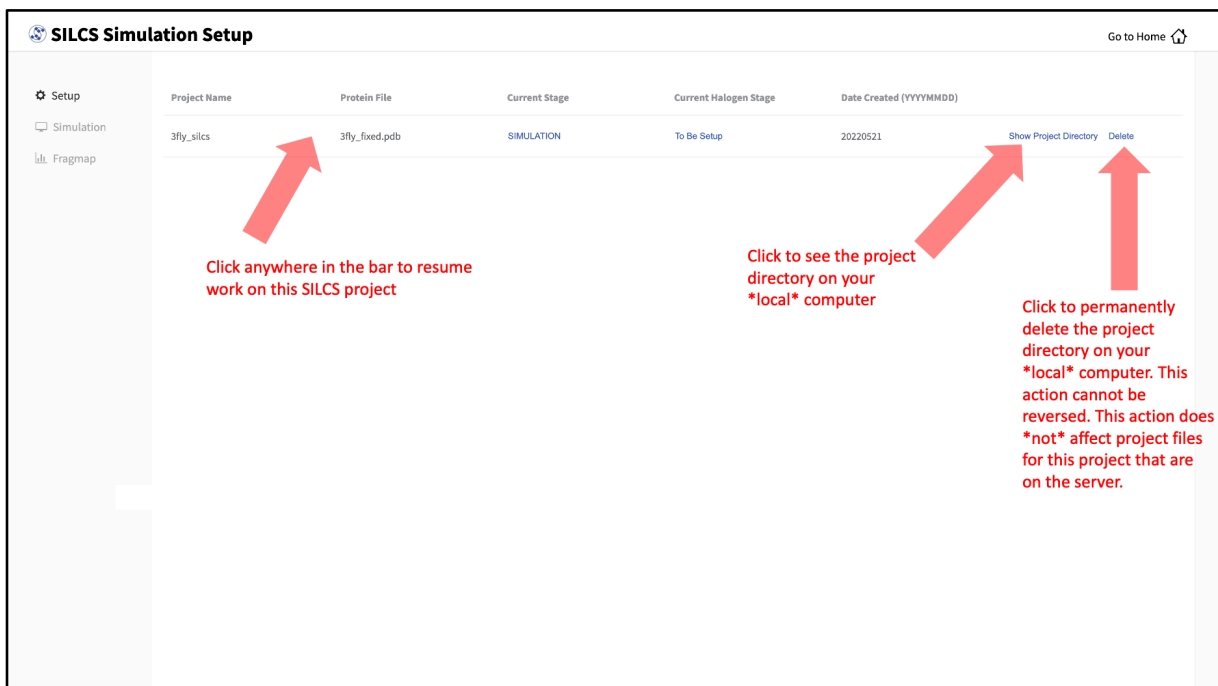 SILCS Simulation Setup
Go to Home
Setup
Simulation
Fragmap
Project Name Protein File Current Stage Current Halogen Stage Date Created (YYYYMMDD)
3fly_silcs 3fly_fixed.pdb SIMULATION To Be Setup 20220521 Show Project Directory Delete
Click anywhere in the bar to resume
work on this SILCS project
Click to see the project
directory on your
*local* computer
Click to permanently
delete the project
directory on your
*local* computer. This
action cannot be
reversed. This action does
*not* affect project files
for this project that are
on the server.